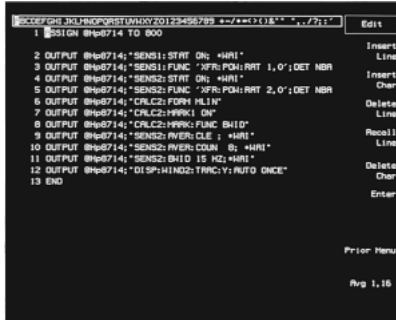 ABCDEFGHIJKLMNOPQRSTUVWXYZ0123456789 +-/*=<>()&"" ",./?;:'
Edit
1 ASSIGN @Hp8714 TO 800
2 OUTPUT @Hp8714;"SENS1:STAT ON; *WAI"
3 OUTPUT @Hp8714;"SENS1:FUNC 'XFR:POW:RAT 1,0';DET NBR
4 OUTPUT @Hp8714;"SENS2:STAT ON; *WAI"
5 OUTPUT @Hp8714;"SENS2:FUNC 'XFR:POW:RAT 2,0';DET NBR
6 OUTPUT @Hp8714;"CALC2:FORM MLIN"
7 OUTPUT @Hp8714;"CALC2:MARK1 ON"
8 OUTPUT @Hp8714;"CALC2:MARK:FUNC BWID"
9 OUTPUT @Hp8714;"SENS2:AVER:CLE ; *WAI"
10 OUTPUT @Hp8714;"SENS2:AVER:COUN 8; *WAI"
11 OUTPUT @Hp8714;"SENS2:BWID 15 HZ;*WAI"
12 OUTPUT @Hp8714;"DISP:WIND2:TRAC:Y:AUTO ONCE"
13 END
Insert
Line
Insert
Char
Delete
Line
Recall
Line
Delete
Char
Enter
Prior Menu
Avg 1,16